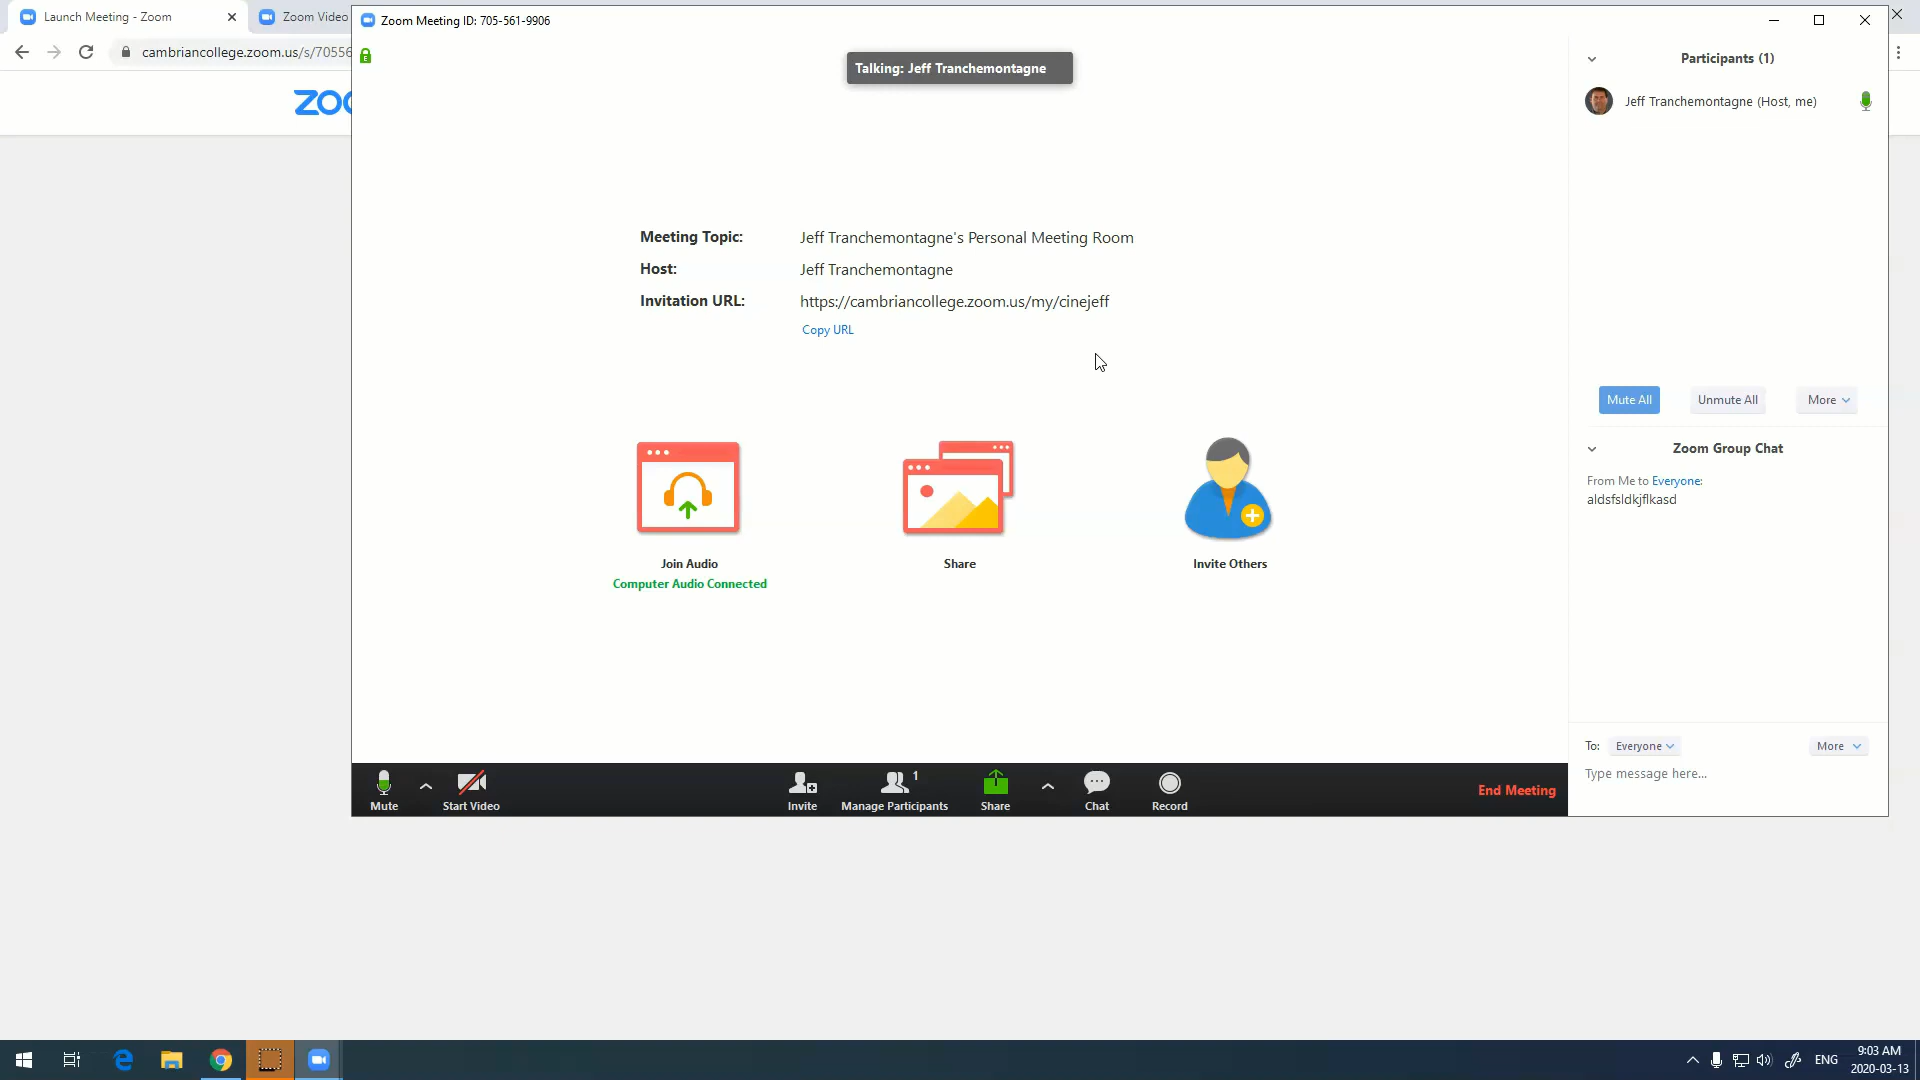 Launch Meeting - Zoom
Zoom Video
cambriancollege.zoom.us/s/70556
Zoom Meeting ID: 705-561-9906
Talking: Jeff Tranchemontagne
Meeting Topic: Jeff Tranchemontagne's Personal Meeting Room
Host: Jeff Tranchemontagne
Invitation URL: https://cambriancollege.zoom.us/my/cinejeff
Copy URL
Join Audio
Computer Audio Connected
Share
Invite Others
Mute
Start Video
Invite
1
Manage Participants
Share
Chat
Record
End Meeting
Participants (1)
Jeff Tranchemontagne (Host, me)
Mute All
Unmute All
More
Zoom Group Chat
From Me to Everyone:
aldsfsldkjflkasd
To: Everyone
More
Type message here...
ENG
9:03 AM
2020-03-13